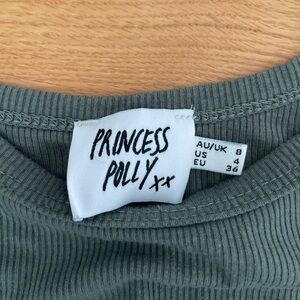 PRINCESS
POLLY xx
AU/UK 8
US 4
EU 36